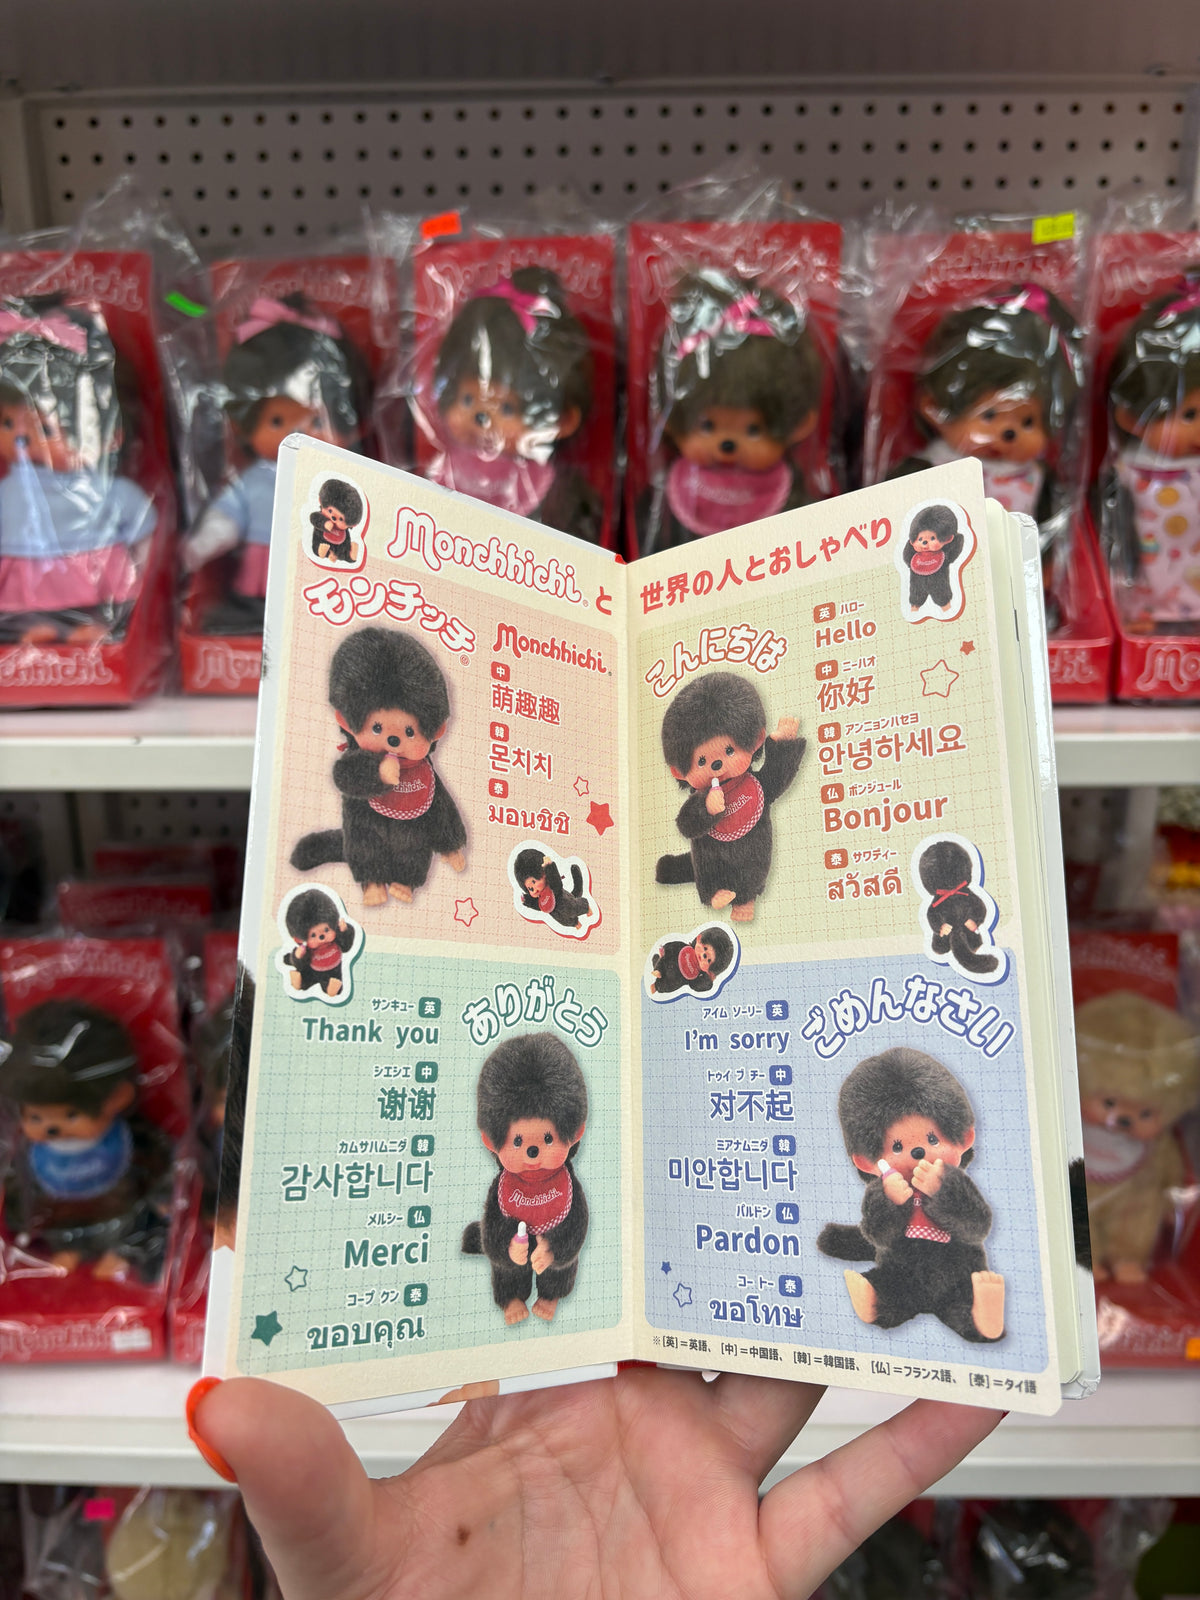 Monchhichi® と
世界の人とおしゃべり
モンチッチ®
Monchhichi®
中
萌趣趣
韓
몬치치
泰
มอนชิชิ
こんにちは
英 ハロー
Hello
中 ニーハオ
你好
韓 アンニョンハセヨ
안녕하세요
仏 ボンジュール
Bonjour
泰 サワディー
สวัสดี
ありがとう
サンキュー 英
Thank you
シエシエ 中
谢谢
カムサハムニダ 韓
감사합니다
メルシー 仏
Merci
コープ クン 泰
ขอบคุณ
Monchhichi
ごめんなさい
アイム ソーリー 英
I'm sorry
トゥイ ブ チー 中
对不起
ミアナムニダ 韓
미안합니다
パルドン 仏
Pardon
コー トー 泰
ขอโทษ
※[英]=英語、[中]=中国語、[韓]=韓国語、[仏]=フランス語、[泰]=タイ語